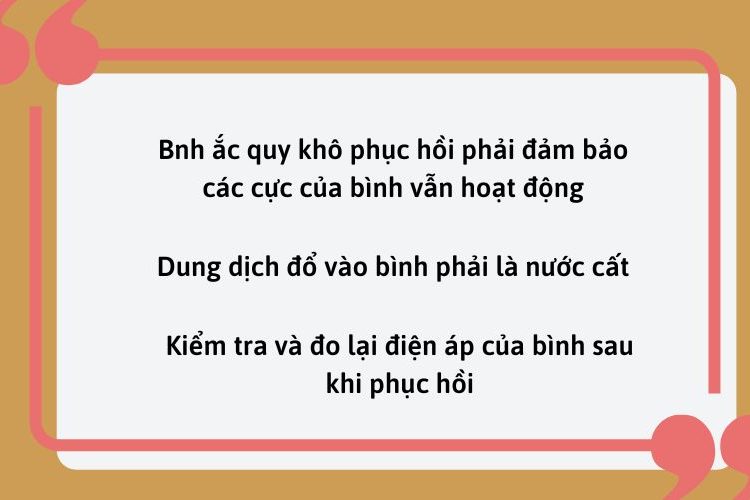 Bnh ắc quy khô phục hồi phải đảm bảo
các cực của bình vẫn hoạt động
Dung dịch đổ vào bình phải là nước cất
Kiểm tra và đo lại điện áp của bình sau
khi phục hồi